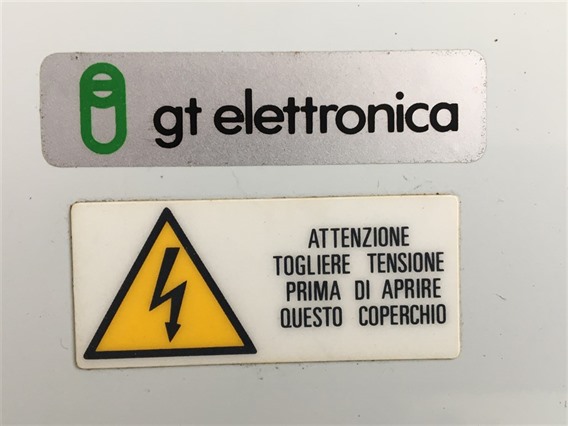 gt elettronica
ATTENZIONE
TOGLIERE TENSIONE
PRIMA DI APRIRE
QUESTO COPERCHIO